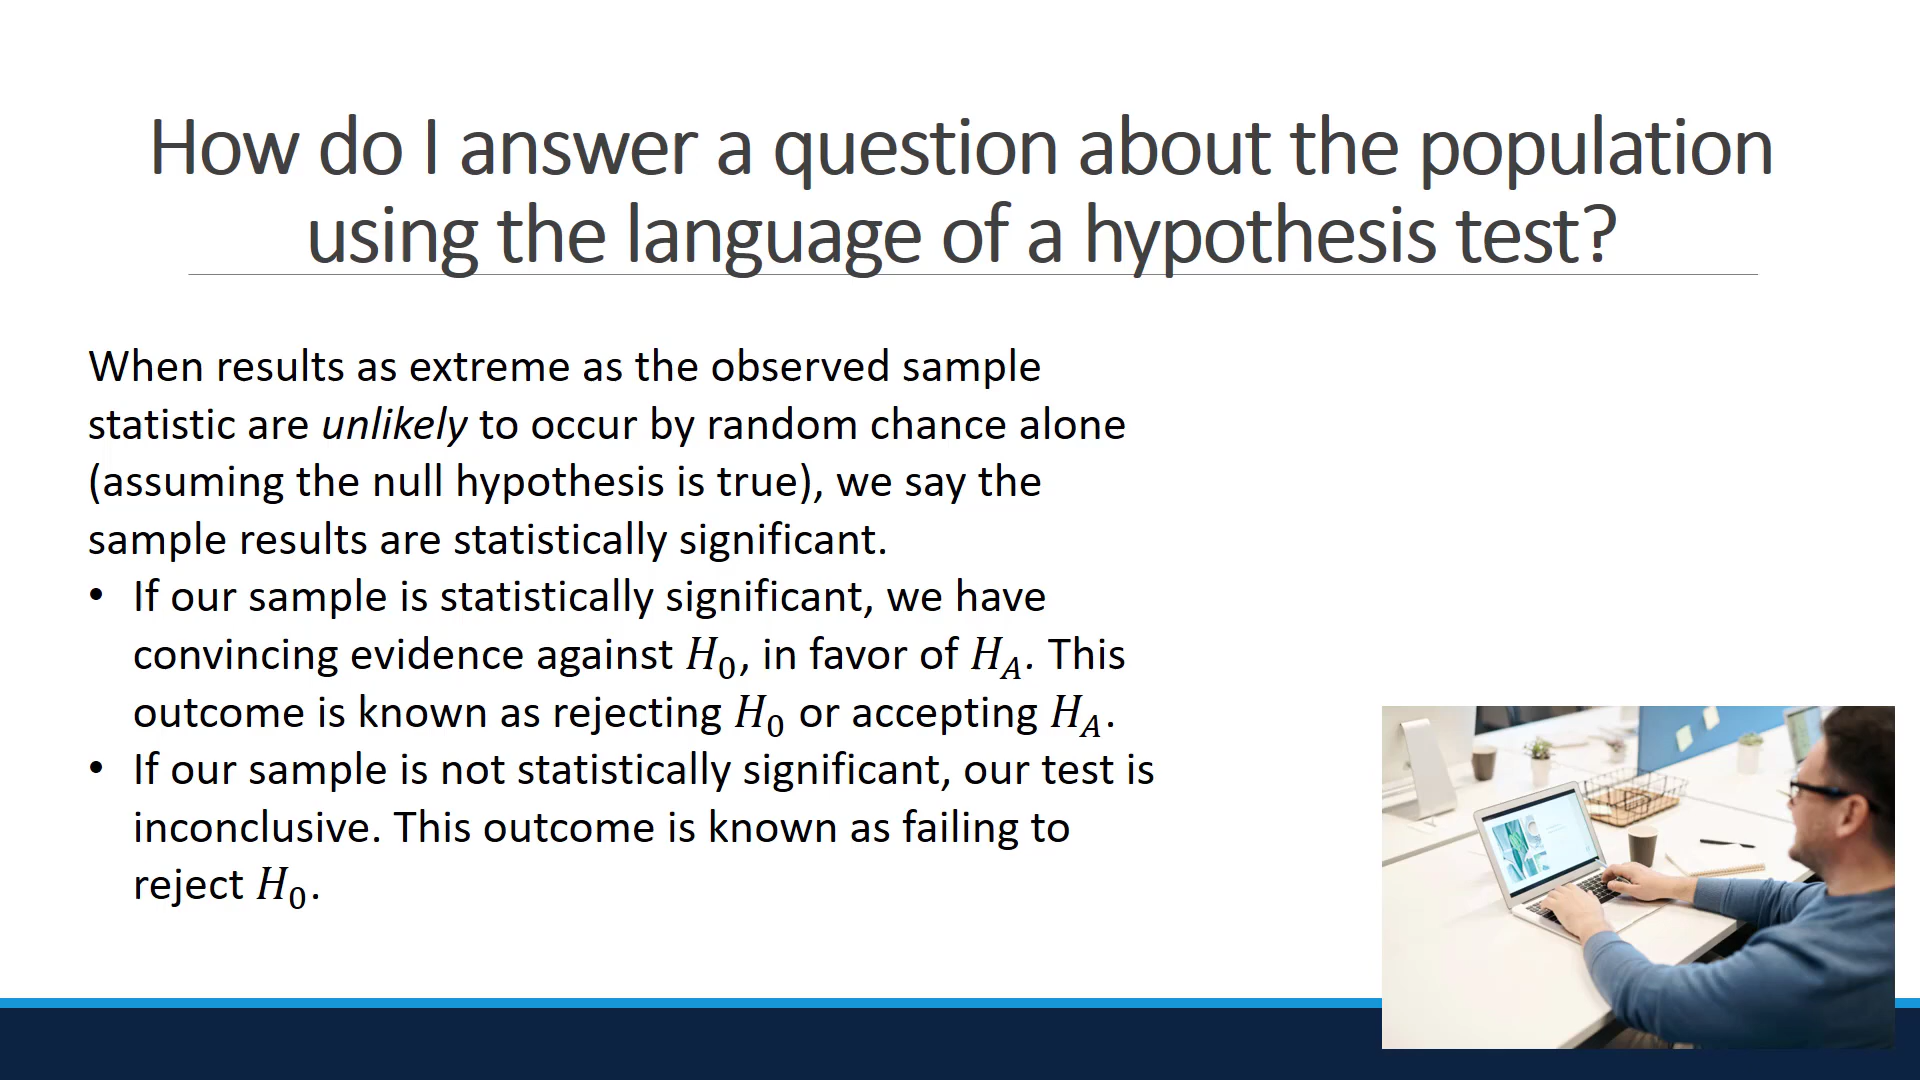 How do I answer a question about the population
using the language of a hypothesis test?
When results as extreme as the observed sample
statistic are unlikely to occur by random chance alone
(assuming the null hypothesis is true), we say the
sample results are statistically significant.
• If our sample is statistically significant, we have
convincing evidence against H₀, in favor of H_A. This
outcome is known as rejecting H₀ or accepting H_A.
• If our sample is not statistically significant, our test is
inconclusive. This outcome is known as failing to
reject H₀.